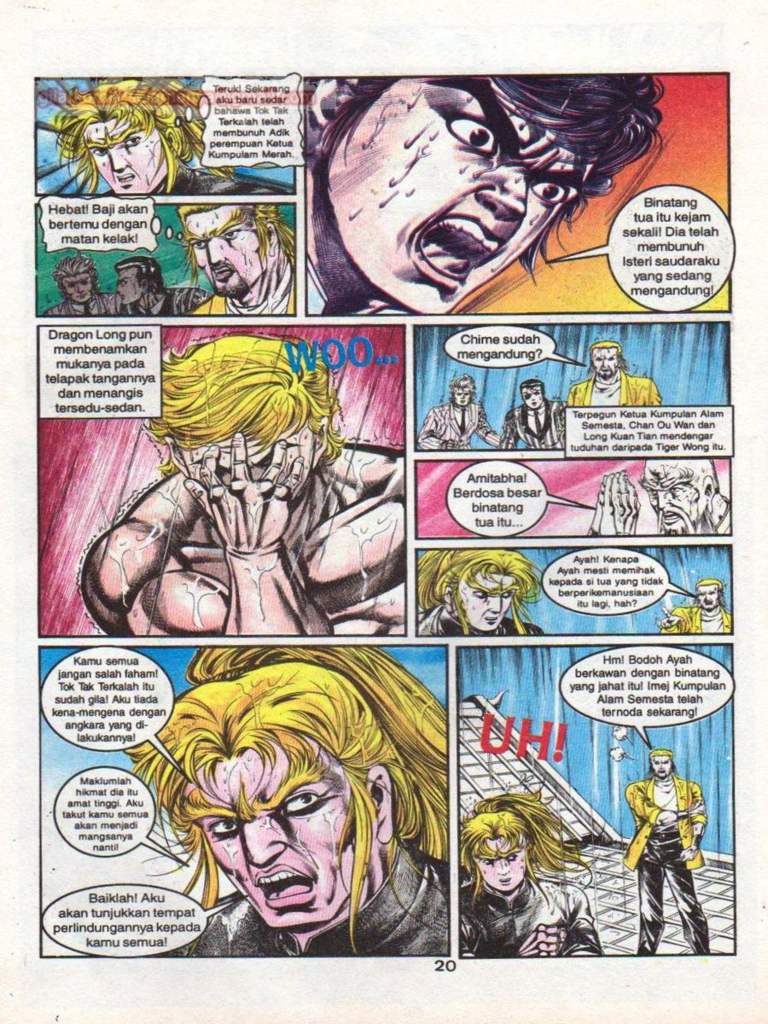 Teruk! Sekarang
aku baru sedar
bahawa Tok Tak
Terkalah telah
membunuh Adik
perempuan Ketua
Kumpulam Merah.
Hebat! Baji akan
bertemu dengan
matan kelak!
Binatang
tua itu kejam
sekali! Dia telah
membunuh
Isteri saudaraku
yang sedang
mengandung!
Dragon Long pun
membenamkan
mukanya pada
telapak tangannya
dan menangis
tersedu-sedan.
WOO...
Chime sudah
mengandung?
Terpegun Ketua Kumpulan Alam
Semesta, Chan Ou Wan dan
Long Kuan Tian mendengar
tuduhan daripada Tiger Wong itu.
Amitabha!
Berdosa besar
binatang
tua itu...
Ayah! Kenapa
Ayah mesti memihak
kepada si tua yang tidak
berperikemanusiaan
itu lagi, hah?
Kamu semua
jangan salah faham!
Tok Tak Terkalah itu
sudah gila! Aku tiada
kena-mengena dengan
angkara yang di-
lakukannya!
Maklumlah
hikmat dia itu
amat tinggi. Aku
takut kamu semua
akan menjadi
mangsanya
nanti!
Baiklah! Aku
akan tunjukkan tempat
perlindungannya kepada
kamu semua!
Hm! Bodoh Ayah
berkawan dengan binatang
yang jahat itu! Imej Kumpulan
Alam Semesta telah
ternoda sekarang!
UH!
20